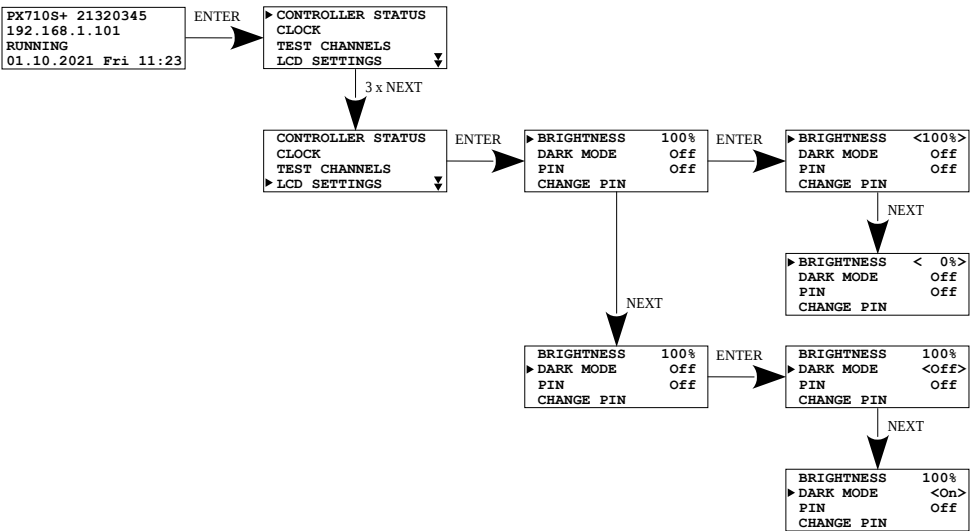 PX710S+ 21320345
192.168.1.101
RUNNING
01.10.2021 Fri 11:23
ENTER
CONTROLLER STATUS
CLOCK
TEST CHANNELS
LCD SETTINGS
3 x NEXT
CONTROLLER STATUS
CLOCK
TEST CHANNELS
LCD SETTINGS
ENTER
BRIGHTNESS 100%
DARK MODE Off
PIN Off
CHANGE PIN
ENTER
BRIGHTNESS <100%>
DARK MODE Off
PIN Off
CHANGE PIN
NEXT
BRIGHTNESS < 0%>
DARK MODE Off
PIN Off
CHANGE PIN
NEXT
BRIGHTNESS 100%
DARK MODE Off
PIN Off
CHANGE PIN
ENTER
BRIGHTNESS 100%
DARK MODE <Off>
PIN Off
CHANGE PIN
NEXT
BRIGHTNESS 100%
DARK MODE <On>
PIN Off
CHANGE PIN